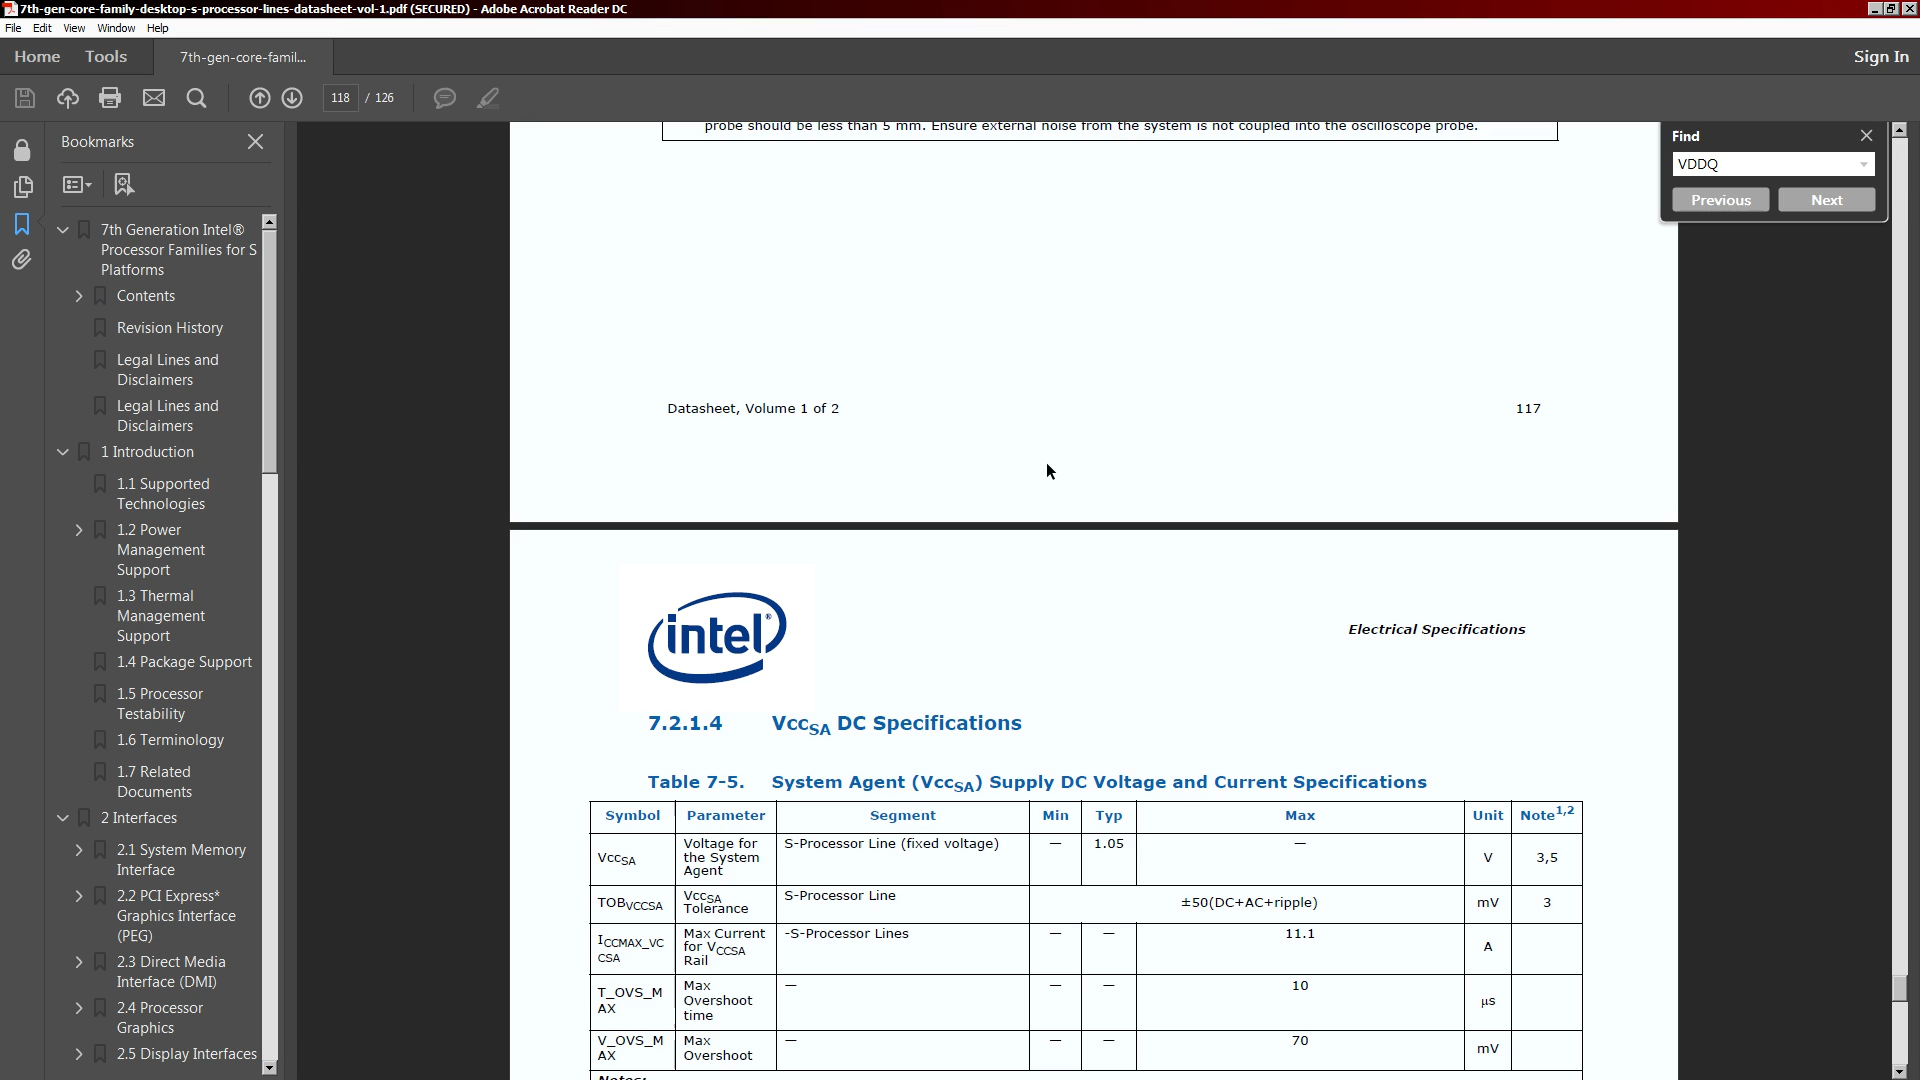 7th-gen-core-family-desktop-s-processor-lines-datasheet-vol-1.pdf (SECURED) - Adobe Acrobat Reader DC
File Edit View Window Help
Home Tools 7th-gen-core-famil... Sign In
118 / 126
Bookmarks
7th Generation Intel®
Processor Families for S
Platforms
Contents
Revision History
Legal Lines and
Disclaimers
Legal Lines and
Disclaimers
1 Introduction
1.1 Supported
Technologies
1.2 Power
Management
Support
1.3 Thermal
Management
Support
1.4 Package Support
1.5 Processor
Testability
1.6 Terminology
1.7 Related
Documents
2 Interfaces
2.1 System Memory
Interface
2.2 PCI Express*
Graphics Interface
(PEG)
2.3 Direct Media
Interface (DMI)
2.4 Processor
Graphics
2.5 Display Interfaces
probe should be less than 5 mm. Ensure external noise from the system is not coupled into the oscilloscope probe.
Find
VDDQ
Previous Next
Datasheet, Volume 1 of 2 117
intel®
Electrical Specifications
7.2.1.4 VccSA DC Specifications
Table 7-5. System Agent (VccSA) Supply DC Voltage and Current Specifications
Symbol Parameter Segment Min Typ Max Unit Note1,2
VccSA Voltage for the System Agent S-Processor Line (fixed voltage) — 1.05 — V 3,5
TOBVCCSA VccSA Tolerance S-Processor Line ±50(DC+AC+ripple) mV 3
ICCMAX_VCCSA Max Current for VCCSA Rail -S-Processor Lines — — 11.1 A
T_OVS_MAX Max Overshoot time — — — 10 µs
V_OVS_MAX Max Overshoot — — — 70 mV
Notes: